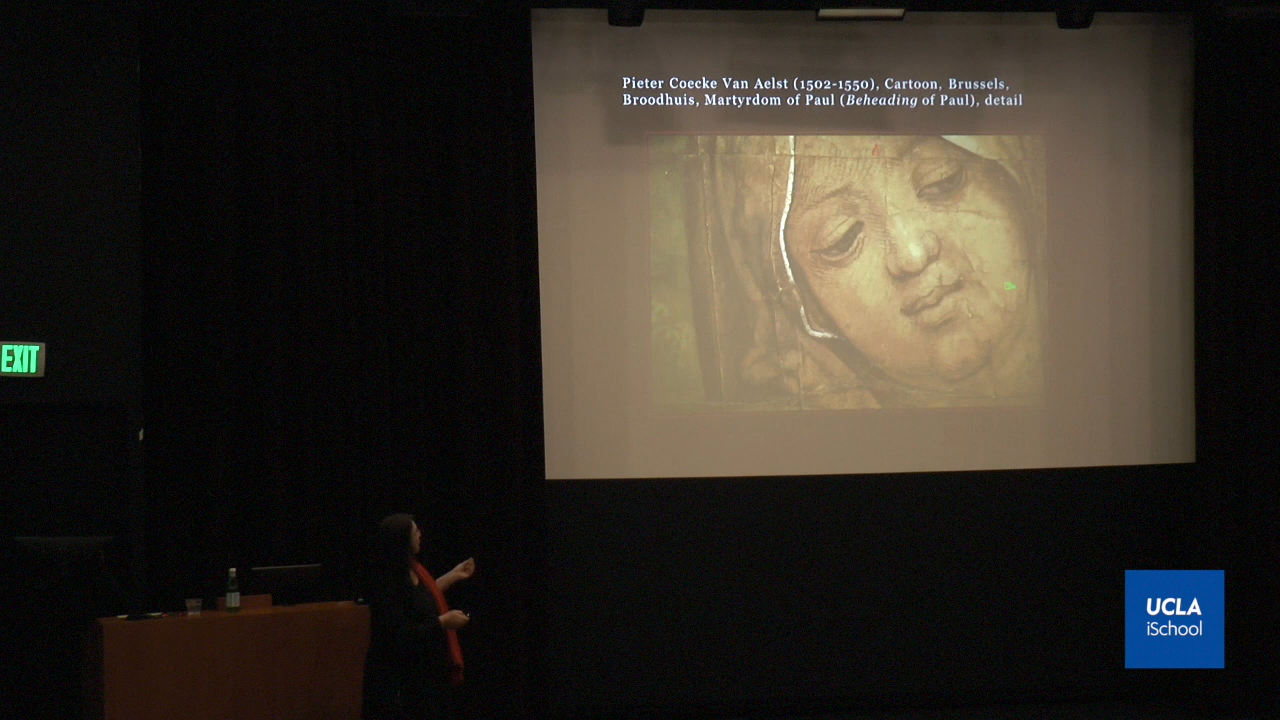 Pieter Coecke Van Aelst (1502-1550), Cartoon, Brussels,
Broodhuis, Martyrdom of Paul (Beheading of Paul), detail
EXIT
UCLA
iSchool